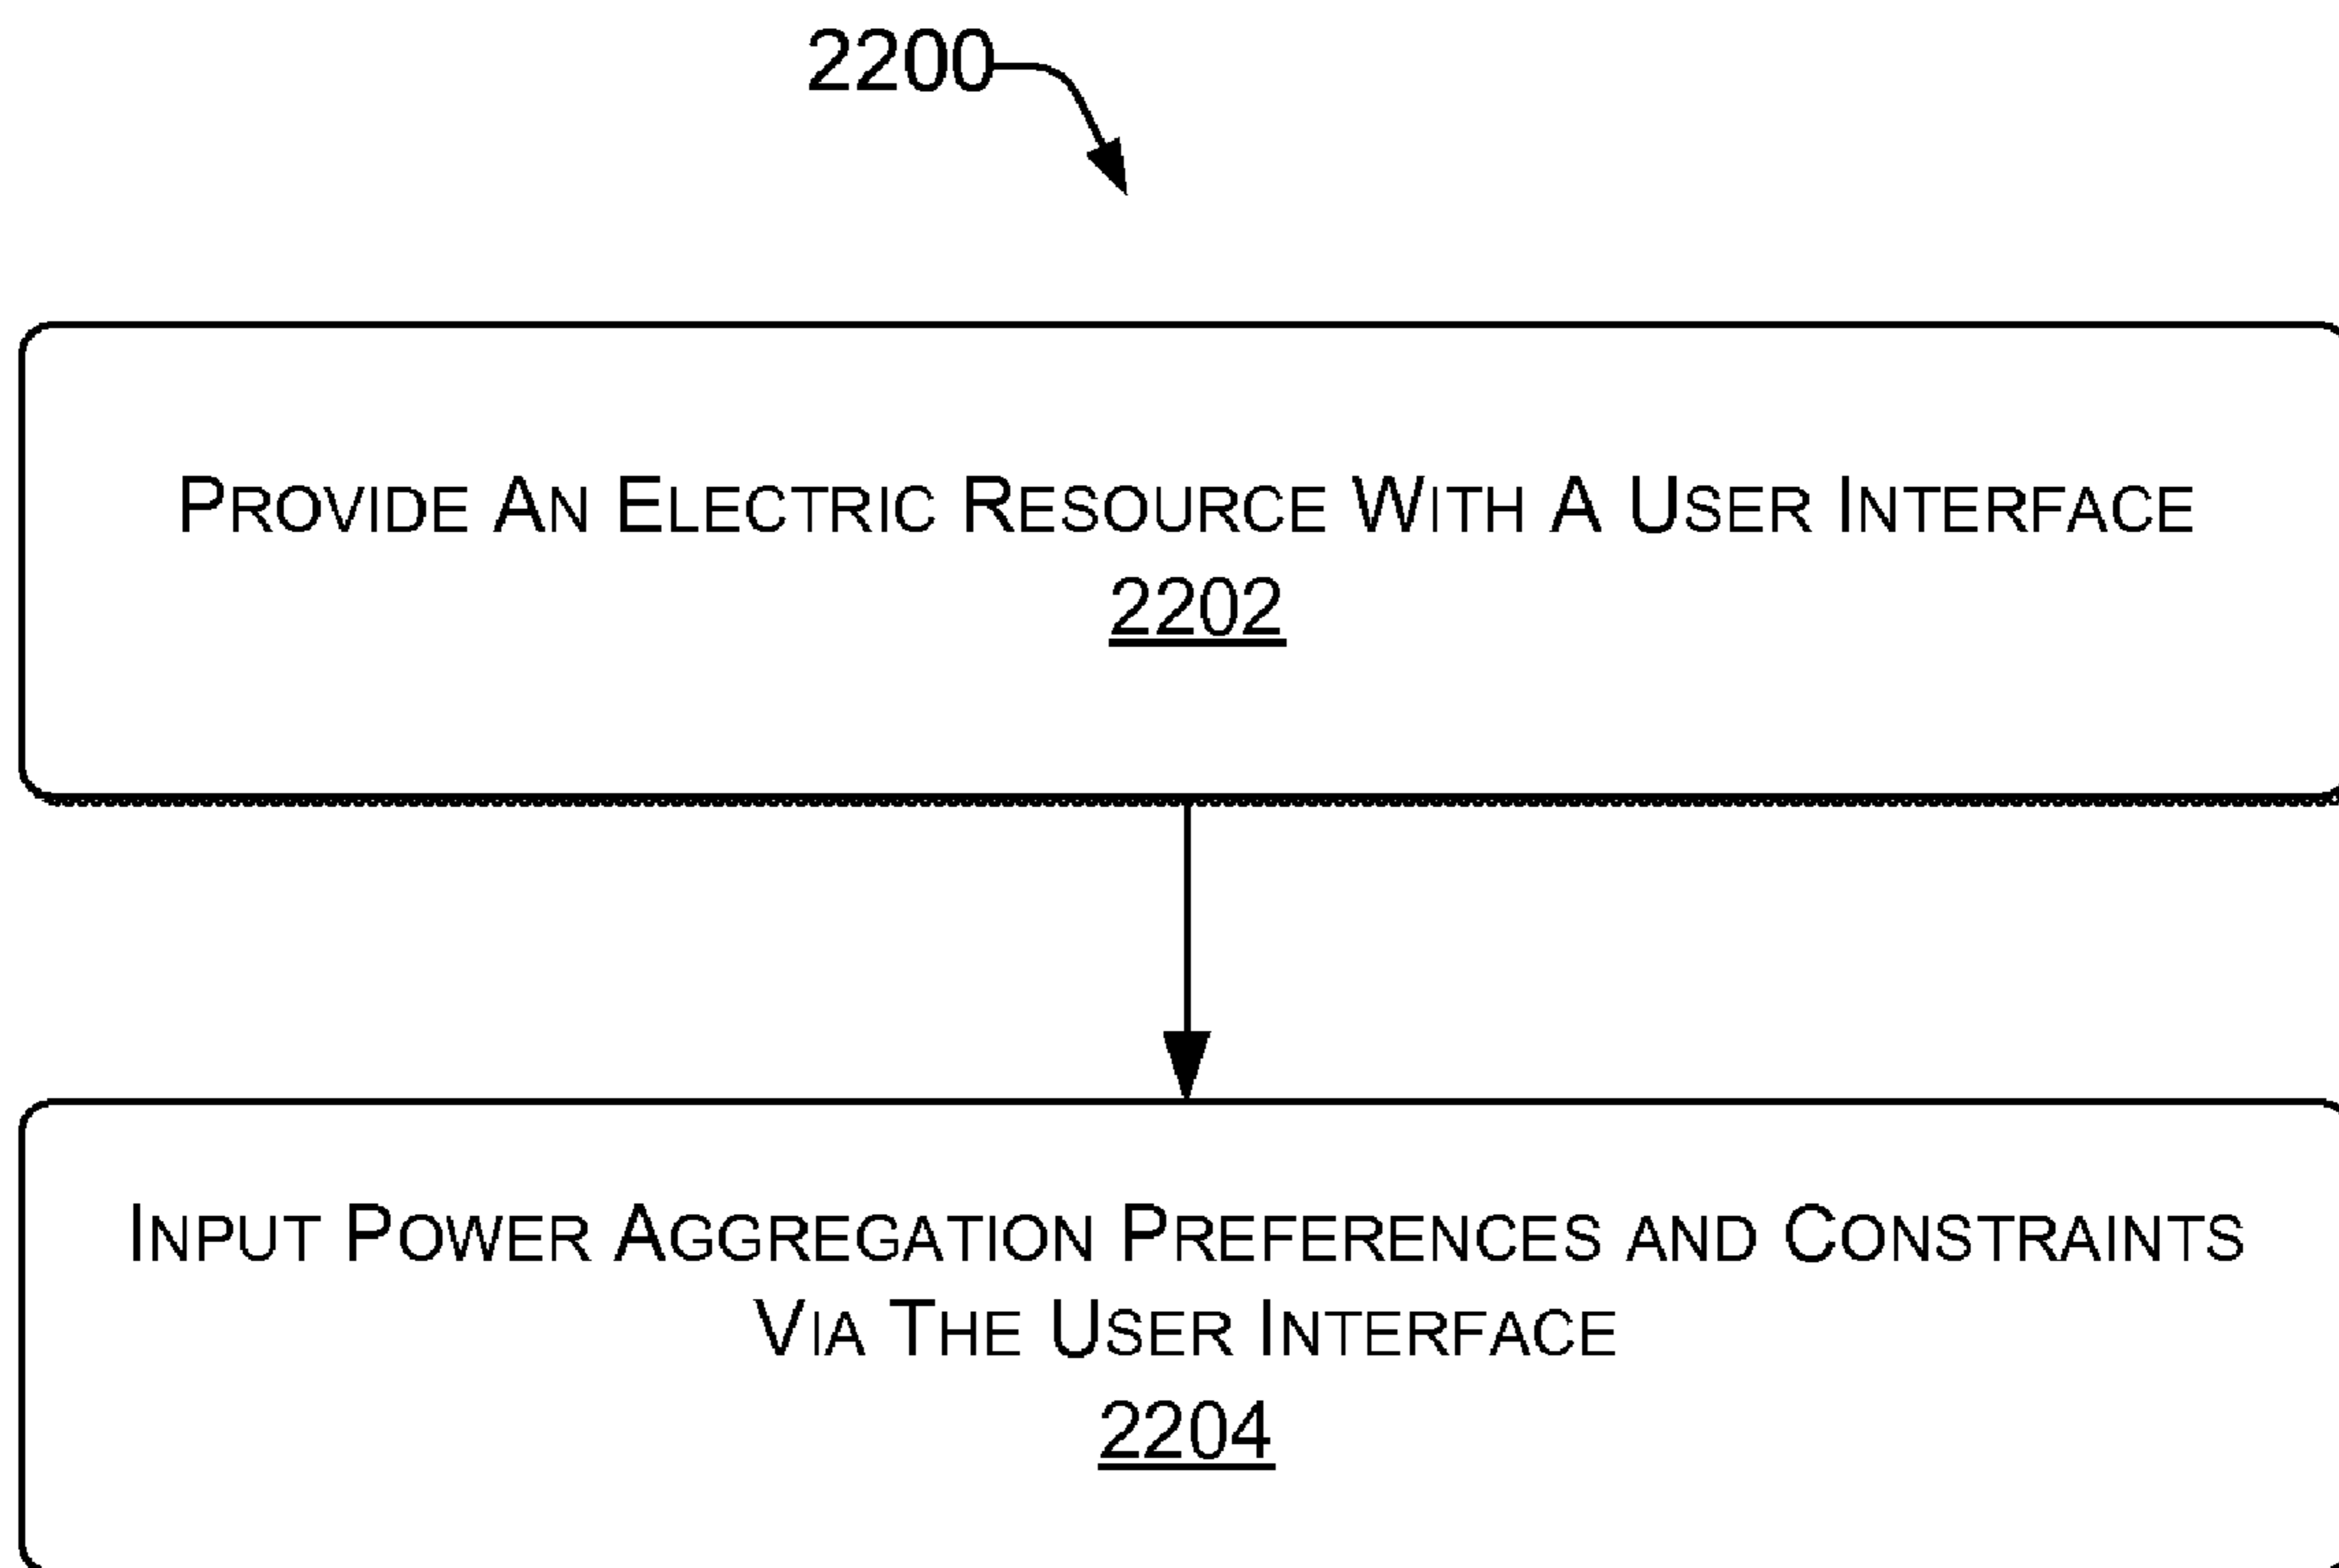 2200
PROVIDE AN ELECTRIC RESOURCE WITH A USER INTERFACE
2202
INPUT POWER AGGREGATION PREFERENCES AND CONSTRAINTS
VIA THE USER INTERFACE
2204